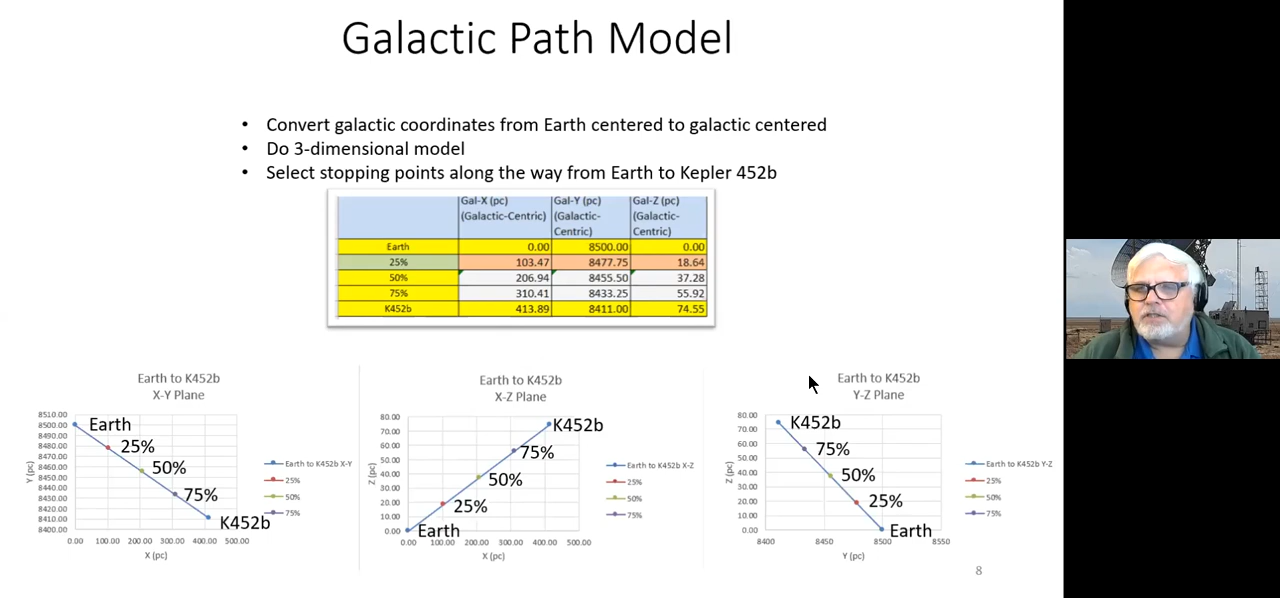 Galactic Path Model
• Convert galactic coordinates from Earth centered to galactic centered
• Do 3-dimensional model
• Select stopping points along the way from Earth to Kepler 452b
Gal-X (pc) (Galactic-Centric) Gal-Y (pc) (Galactic-Centric) Gal-Z (pc) (Galactic-Centric)
Earth 0.00 8500.00 0.00
25% 103.47 8477.75 18.64
50% 206.94 8455.50 37.28
75% 310.41 8433.25 55.92
K452b 413.89 8411.00 74.55
Earth to K452b
X-Y Plane
8510.00
8500.00
8490.00
8480.00
8470.00
8460.00
8450.00
8440.00
8430.00
8420.00
8410.00
8400.00
Y (pc)
Earth
25%
50%
75%
K452b
0.00 100.00 200.00 300.00 400.00 500.00
X (pc)
Earth to K452b X-Y
25%
50%
75%
Earth to K452b
X-Z Plane
80.00
70.00
60.00
50.00
40.00
30.00
20.00
10.00
0.00
Z (pc)
K452b
75%
50%
25%
Earth
0.00 100.00 200.00 300.00 400.00 500.00
X (pc)
Earth to K452b X-Z
25%
50%
75%
Earth to K452b
Y-Z Plane
80.00
70.00
60.00
50.00
40.00
30.00
20.00
10.00
0.00
Z (pc)
K452b
75%
50%
25%
Earth
8400 8450 8500 8550
Y (pc)
Earth to K452b Y-Z
25%
50%
75%
8